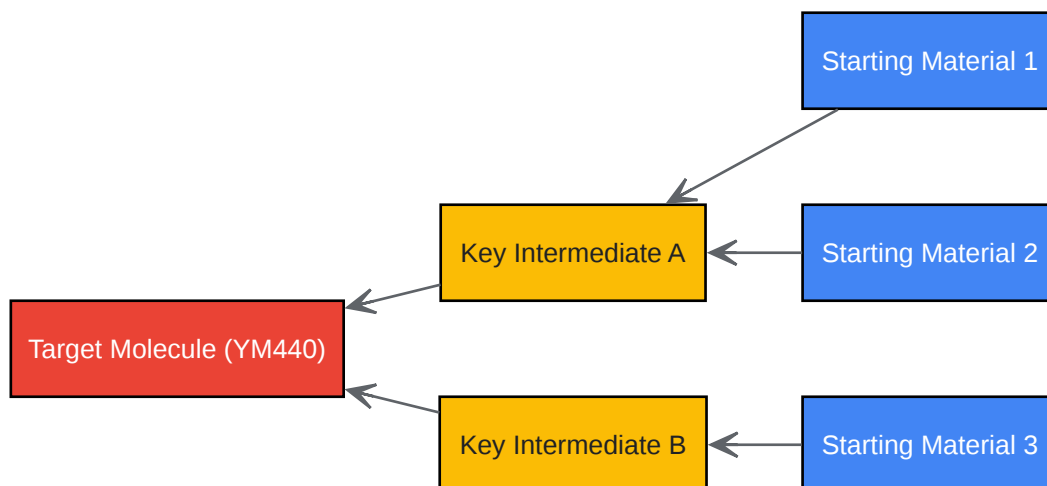 Starting Material 1
Key Intermediate A
Starting Material 2
Target Molecule (YM440)
Key Intermediate B
Starting Material 3